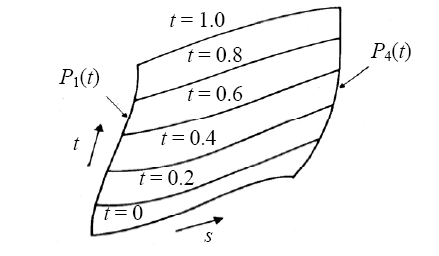 t = 1.0
t = 0.8
P₄(t)
P₁(t)
t = 0.6
t
t = 0.4
t = 0.2
t = 0
s